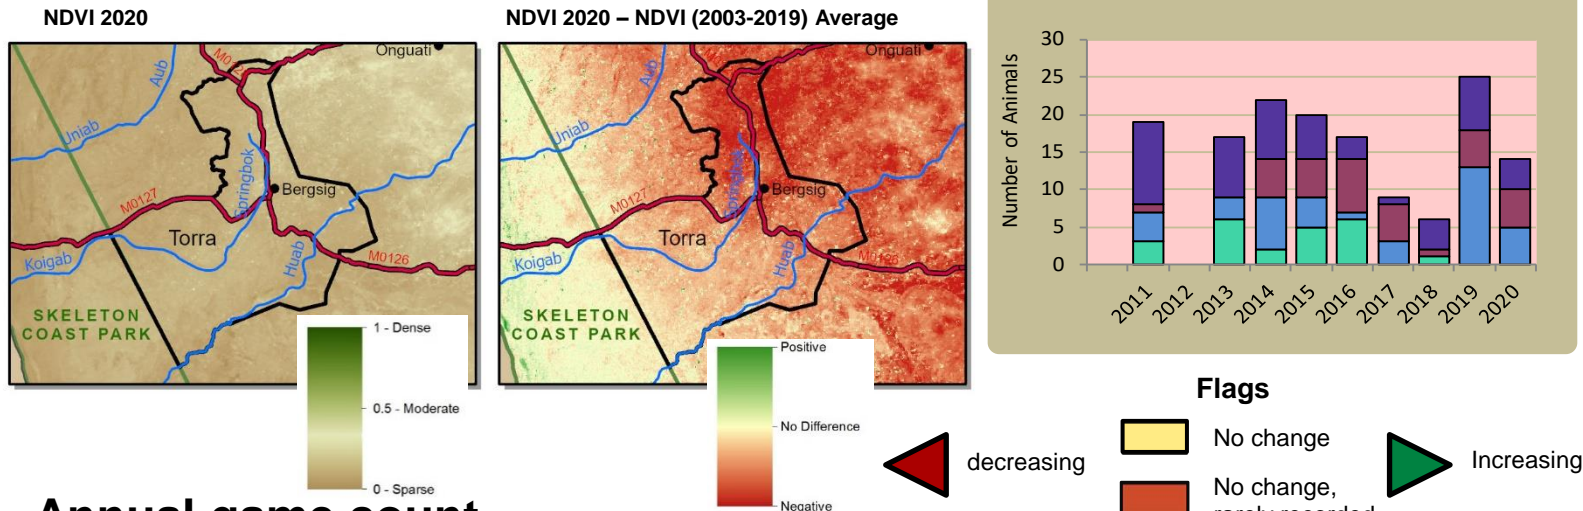 NDVI 2020
Onguati
M012
Aub
Uniab
Springbok
Bergsig
M0127
Torra
Koigab
Huab
M0126
SKELETON
COAST PARK
1 - Dense
0.5 - Moderate
0 - Sparse
NDVI 2020 – NDVI (2003-2019) Average
Onguati
Aub
Uniab
Springbok
Bergsig
M0127
Torra
Koigab
Huab
M0126
SKELETON
COAST PARK
Positive
No Difference
Negative
Number of Animals
30
25
20
15
10
5
0
2011
2012
2013
2014
2015
2016
2017
2018
2019
2020
Flags
decreasing
No change
Increasing
No change,
rarely recorded
Annual game count